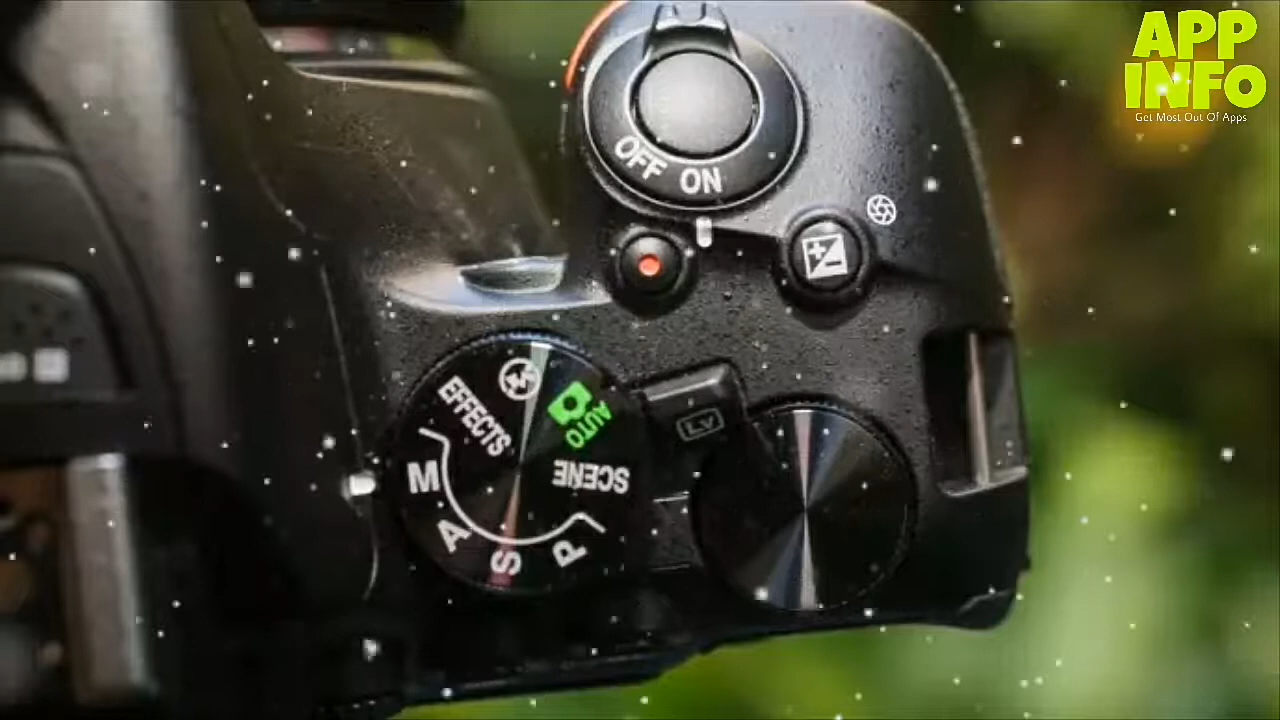 APP
INFO
Get Most Out Of Apps
OFF ON
Lv
AUTO
EFFECTS
SCENE
M
A
S
P